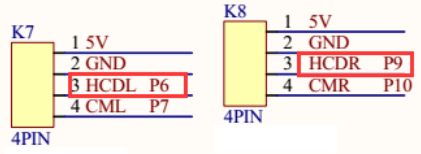 K7
1 5V
2 GND
3 HCDL P6
4 CML P7
4PIN
K8
1 5V
2 GND
3 HCDR P9
4 CMR P10
4PIN